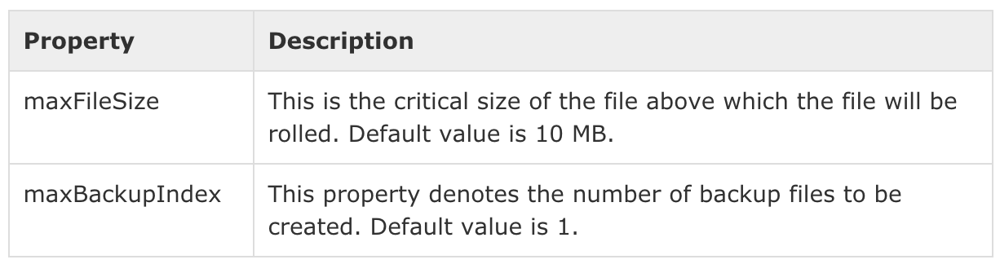 Property Description
maxFileSize This is the critical size of the file above which the file will be
rolled. Default value is 10 MB.
maxBackupIndex This property denotes the number of backup files to be
created. Default value is 1.